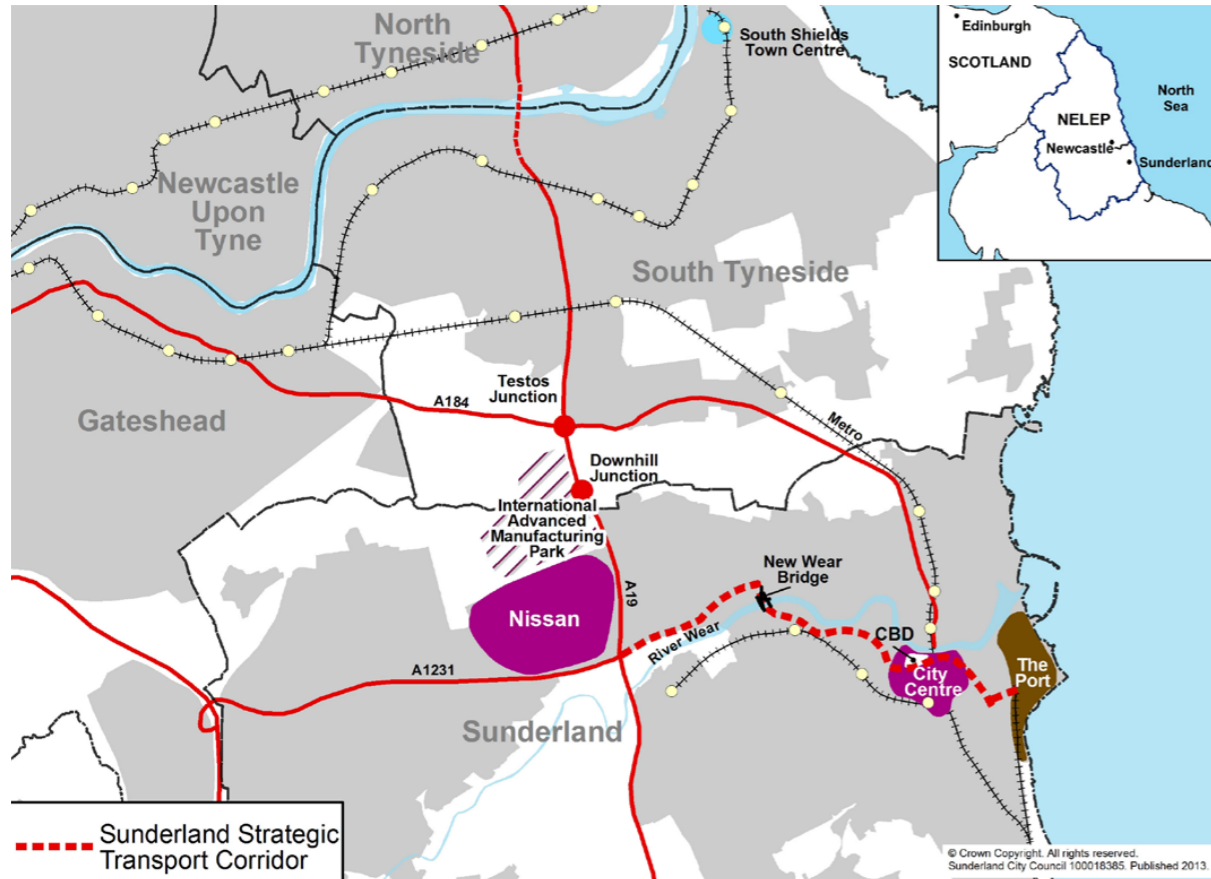 North
Tyneside
South Shields
Town Centre
Edinburgh
SCOTLAND
North
Sea
NELEP
Newcastle
Sunderland
Newcastle
Upon
Tyne
South Tyneside
Testos
Junction
A184
Gateshead
Metro
Downhill
Junction
International
Advanced
Manufacturing
Park
New Wear
Bridge
A19
Nissan
River Wear
CBD
City
Centre
The
Port
A1231
Sunderland
Sunderland Strategic
Transport Corridor
© Crown Copyright. All rights reserved.
Sunderland City Council 100018385. Published 2013.